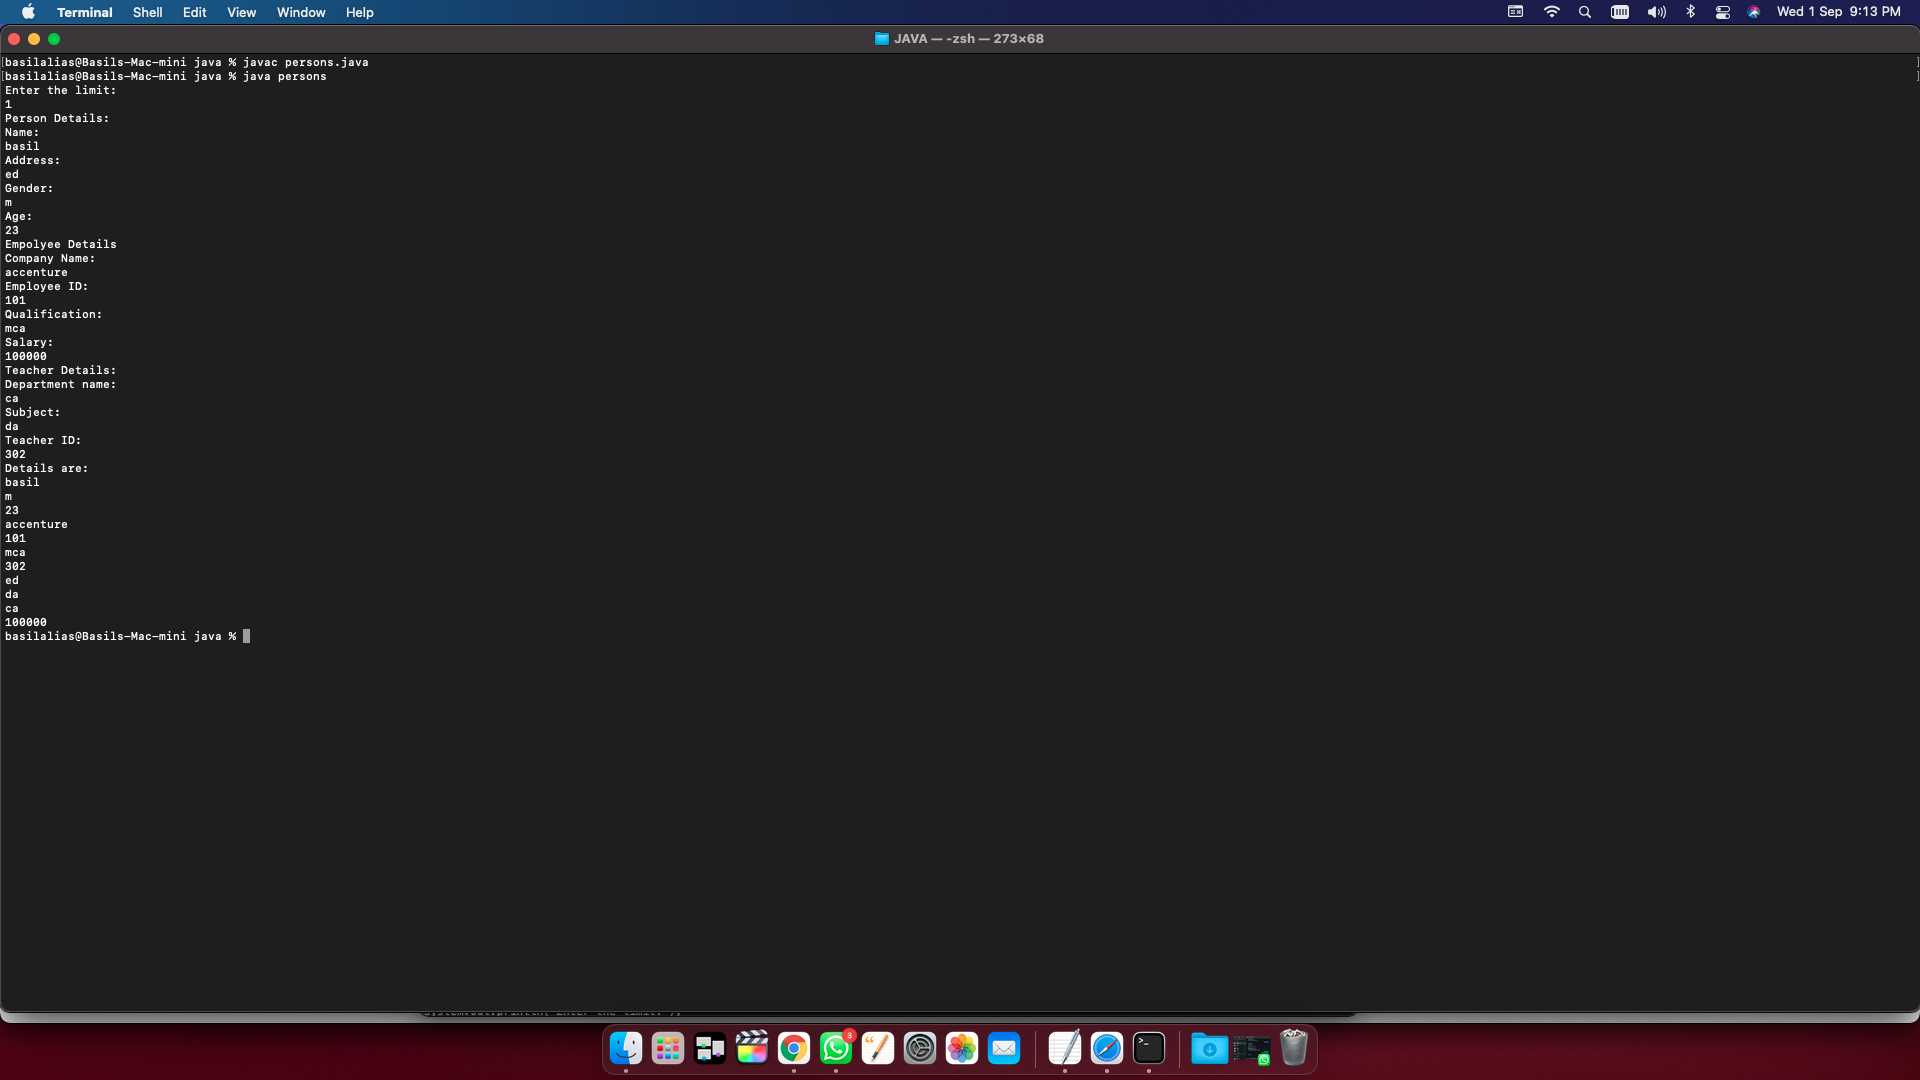 Terminal Shell Edit View Window Help Wed 1 Sep 9:13 PM
JAVA — -zsh — 273×68
[basilalias@Basils-Mac-mini java % javac persons.java ]
[basilalias@Basils-Mac-mini java % java persons ]
Enter the limit:
1
Person Details:
Name:
basil
Address:
ed
Gender:
m
Age:
23
Empolyee Details
Company Name:
accenture
Employee ID:
101
Qualification:
mca
Salary:
100000
Teacher Details:
Department name:
ca
Subject:
da
Teacher ID:
302
Details are:
basil
m
23
accenture
101
mca
302
ed
da
ca
100000
basilalias@Basils-Mac-mini java %
3